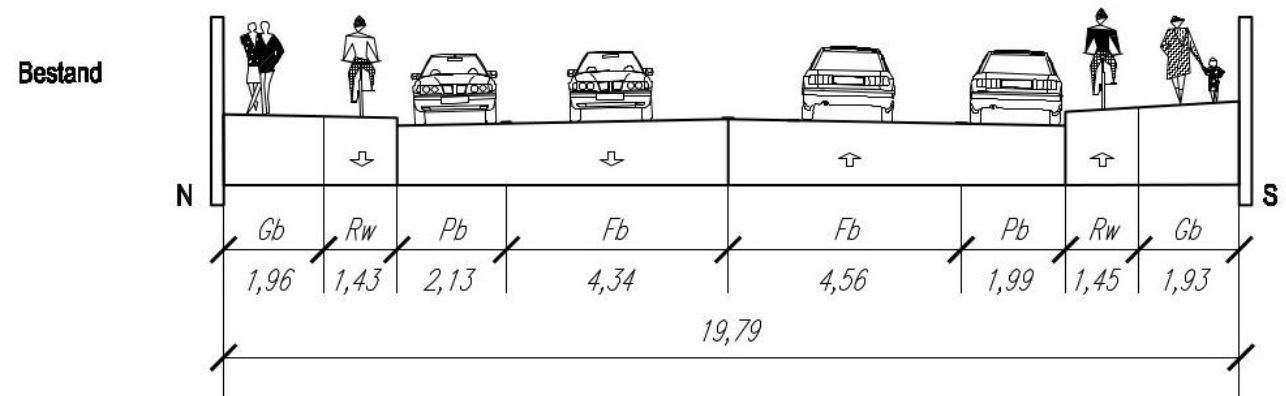 Bestand
N S
Gb Rw Pb Fb Fb Pb Rw Gb
1,96 1,43 2,13 4,34 4,56 1,99 1,45 1,93
19,79